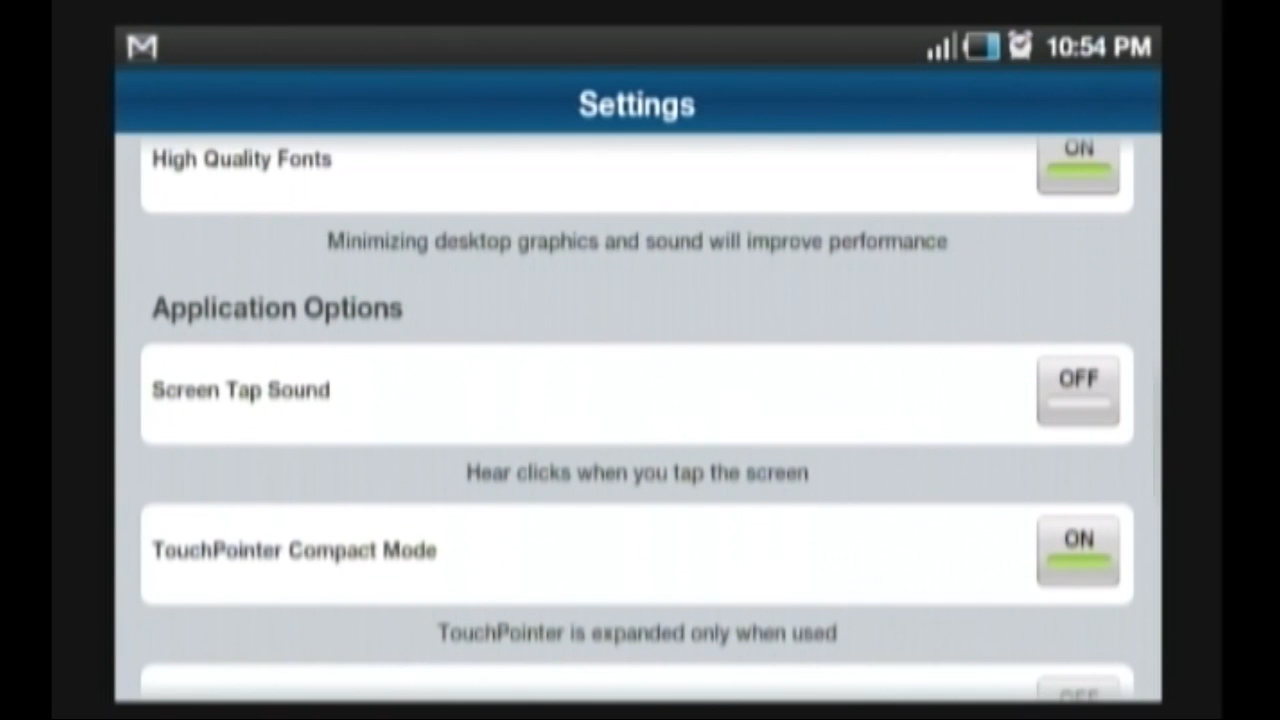 10:54 PM
Settings
High Quality Fonts
ON
Minimizing desktop graphics and sound will improve performance
Application Options
Screen Tap Sound
OFF
Hear clicks when you tap the screen
TouchPointer Compact Mode
ON
TouchPointer is expanded only when used
OFF